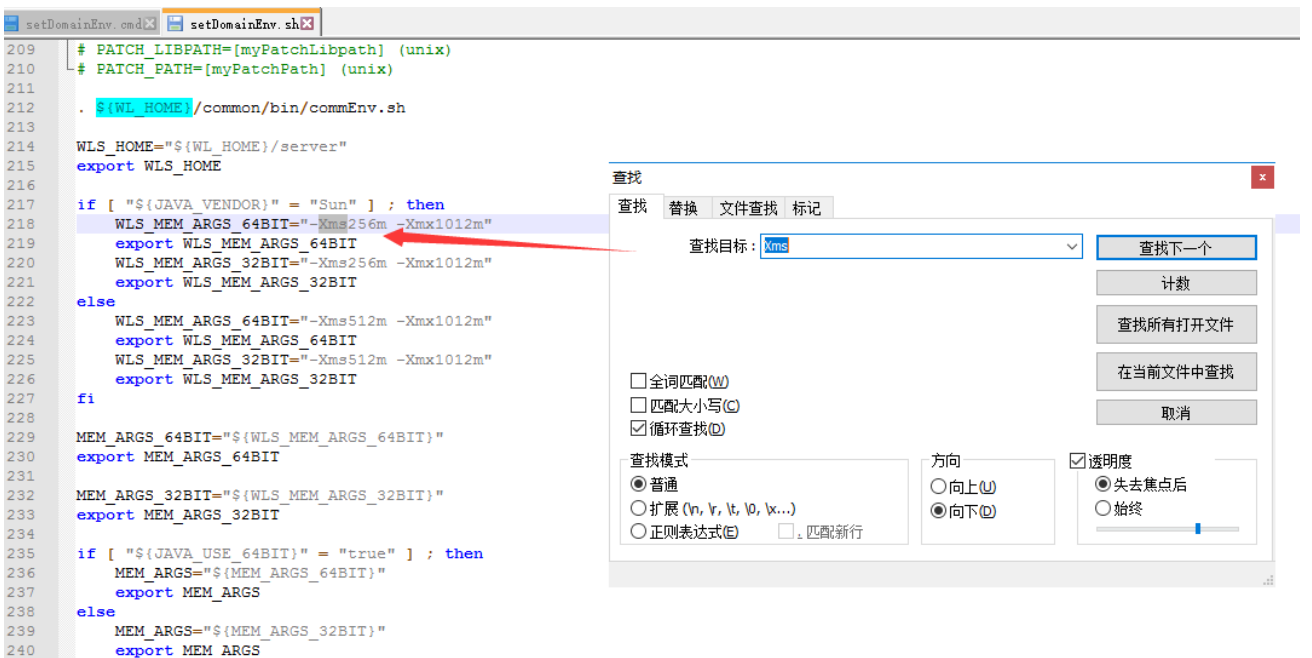 setDomainEnv.cmd setDomainEnv.sh
209 # PATCH_LIBPATH=[myPatchLibpath] (unix)
210 # PATCH_PATH=[myPatchPath] (unix)
211
212 . ${WL_HOME}/common/bin/commEnv.sh
213
214 WLS_HOME="${WL_HOME}/server"
215 export WLS_HOME
216
217 if [ "${JAVA_VENDOR}" = "Sun" ] ; then
218 WLS_MEM_ARGS_64BIT="-Xms256m -Xmx1012m"
219 export WLS_MEM_ARGS_64BIT
220 WLS_MEM_ARGS_32BIT="-Xms256m -Xmx1012m"
221 export WLS_MEM_ARGS_32BIT
222 else
223 WLS_MEM_ARGS_64BIT="-Xms512m -Xmx1012m"
224 export WLS_MEM_ARGS_64BIT
225 WLS_MEM_ARGS_32BIT="-Xms512m -Xmx1012m"
226 export WLS_MEM_ARGS_32BIT
227 fi
228
229 MEM_ARGS_64BIT="${WLS_MEM_ARGS_64BIT}"
230 export MEM_ARGS_64BIT
231
232 MEM_ARGS_32BIT="${WLS_MEM_ARGS_32BIT}"
233 export MEM_ARGS_32BIT
234
235 if [ "${JAVA_USE_64BIT}" = "true" ] ; then
236 MEM_ARGS="${MEM_ARGS_64BIT}"
237 export MEM_ARGS
238 else
239 MEM_ARGS="${MEM_ARGS_32BIT}"
240 export MEM_ARGS
查找
查找 替换 文件查找 标记
查找目标： Xms 查找下一个
计数
查找所有打开文件
在当前文件中查找
取消
全词匹配(W)
匹配大小写(C)
循环查找(D)
查找模式
普通
扩展 (\n, \r, \t, \0, \x...)
正则表达式(E) . 匹配新行
方向
向上(U)
向下(D)
透明度
失去焦点后
始终